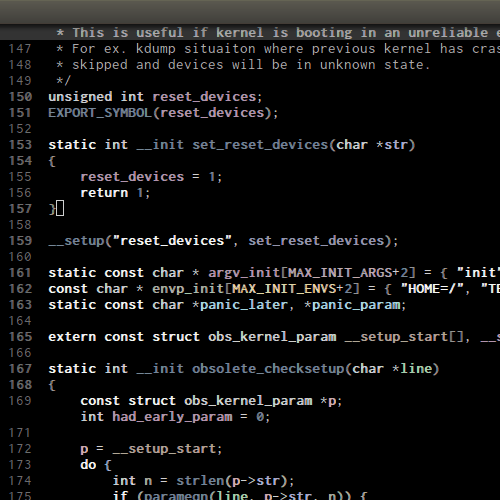 * This is useful if kernel is booting in an unreliable
147 * For ex. kdump situaiton where previous kernel has
148 * skipped and devices will be in unknown state.
149 */
150 unsigned int reset_devices;
151 EXPORT_SYMBOL(reset_devices);
152
153 static int __init set_reset_devices(char *str)
154 {
155 reset_devices = 1;
156 return 1;
157 }
158
159 __setup("reset_devices", set_reset_devices);
160
161 static const char * argv_init[MAX_INIT_ARGS+2] = { "init"
162 const char * envp_init[MAX_INIT_ENVS+2] = { "HOME=/", "TE
163 static const char *panic_later, *panic_param;
164
165 extern const struct obs_kernel_param __setup_start[], __s
166
167 static int __init obsolete_checksetup(char *line)
168 {
169 const struct obs_kernel_param *p;
170 int had_early_param = 0;
171
172 p = __setup_start;
173 do {
174 int n = strlen(p->str);
175 if (parameqn(line, p->str, n)) {